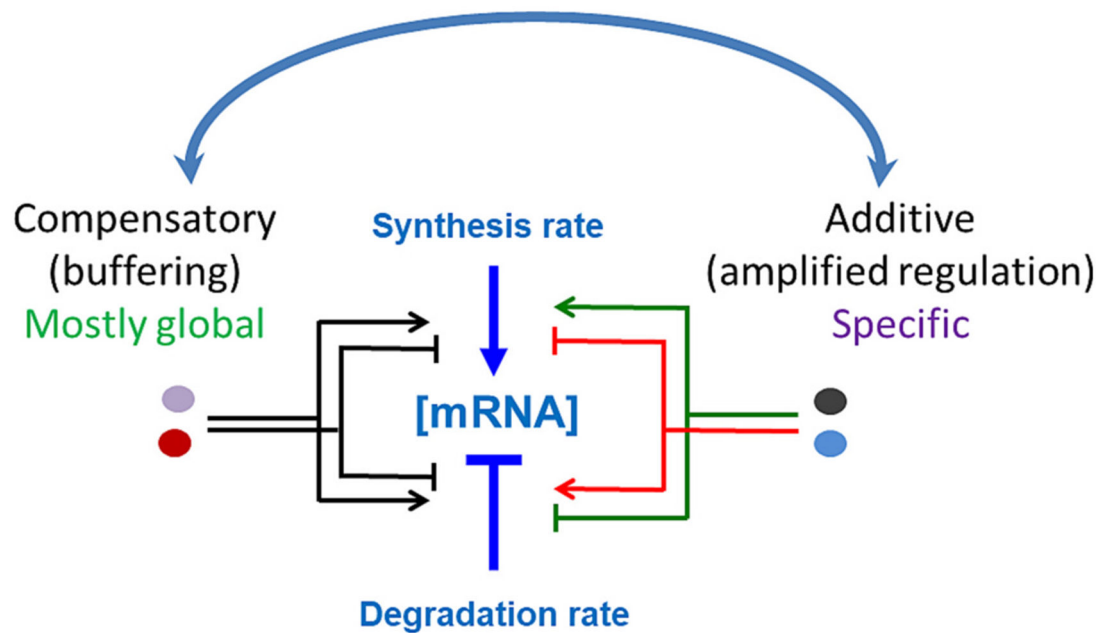 Compensatory
(buffering)
Mostly global
Synthesis rate
[mRNA]
Degradation rate
Additive
(amplified regulation)
Specific